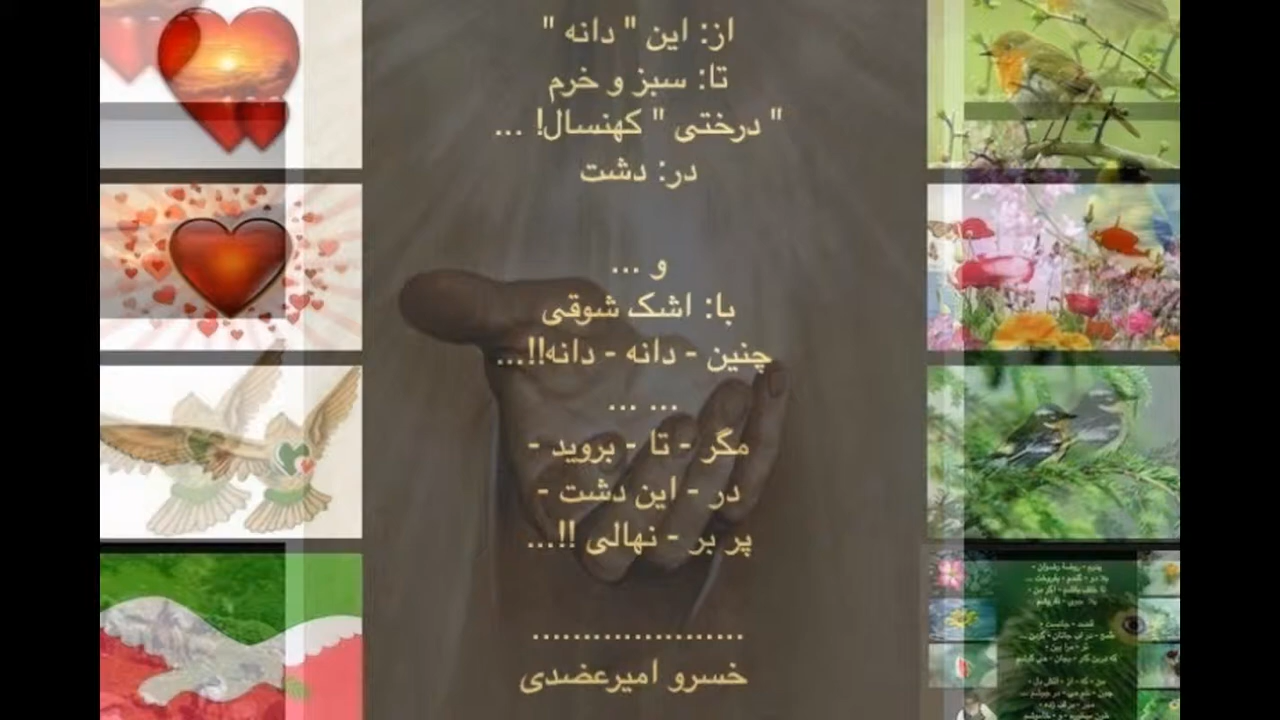 از: این " دانه "
تا: سبز و خرم
" درختی " کهنسال! ...
در: دشت
و ...
با: اشک شوقی
چنین - دانه - دانه!!...
... ...
مگر - تا - بروید -
در - این دشت -
پر بر - نهالی !!...
.....................
خسرو امیرعضدی